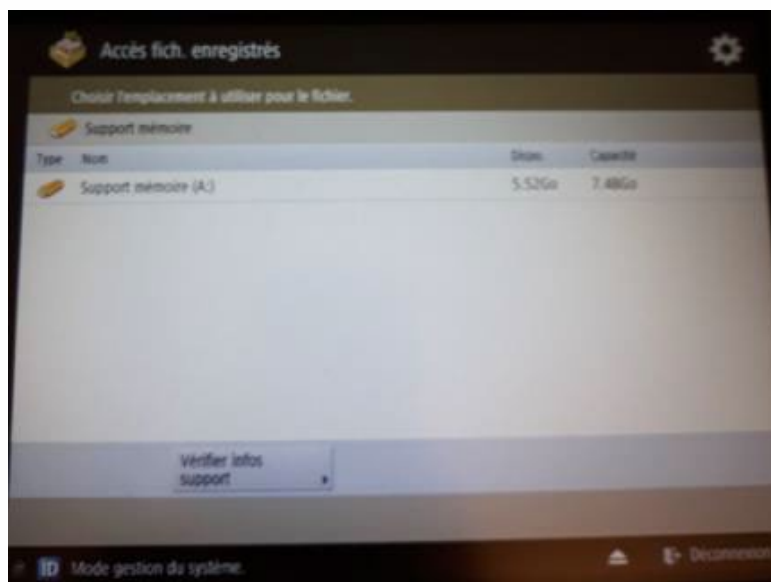 Accès fich. enregistrés
Choisir l'emplacement à utiliser pour le fichier.
Support mémoire
Type Nom Dispo. Capacité
Support mémoire (A:) 5.52Go 7.48Go
Vérifier infos
support
ID Mode gestion du système. Déconnexion